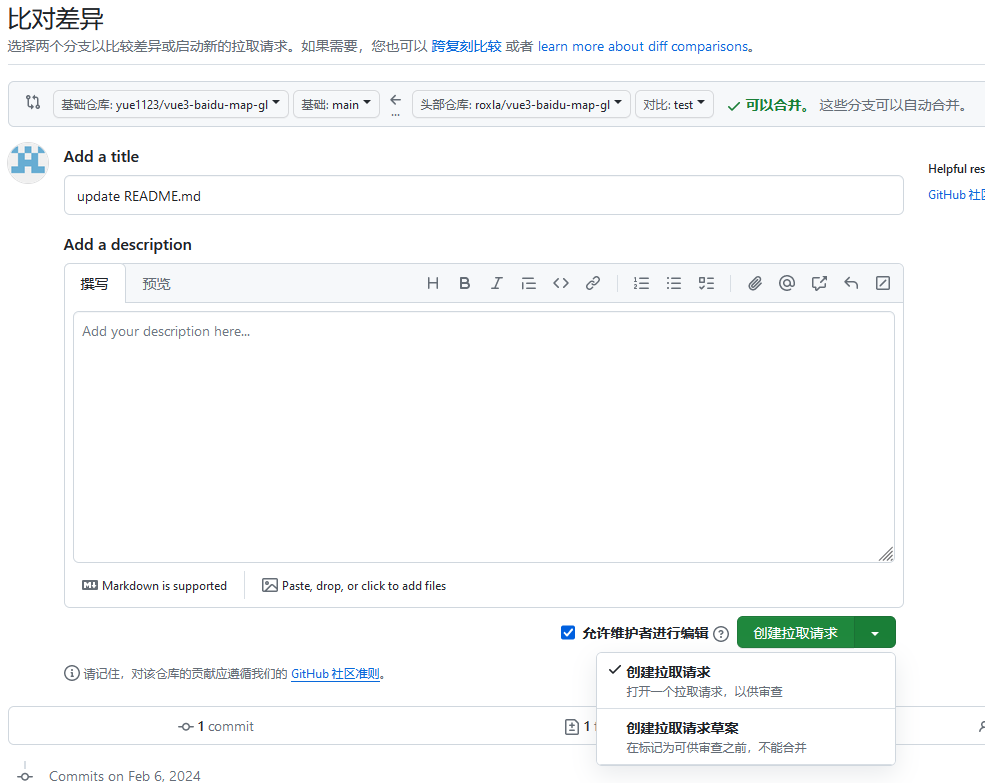 比对差异
选择两个分支以比较差异或启动新的拉取请求。如果需要，您也可以 跨复刻比较 或者 learn more about diff comparisons。
基础仓库: yue1123/vue3-baidu-map-gl 基础: main ← ... 头部仓库: roxla/vue3-baidu-map-gl 对比: test ✓ 可以合并。 这些分支可以自动合并。
Add a title
Helpful res
update README.md
GitHub 社区
Add a description
撰写 预览
Add your description here...
Markdown is supported Paste, drop, or click to add files
允许维护者进行编辑 创建拉取请求
请记住，对该仓库的贡献应遵循我们的 GitHub 社区准则。
创建拉取请求
打开一个拉取请求，以供审查
创建拉取请求草案
在标记为可供审查之前，不能合并
1 commit 1
Commits on Feb 6, 2024